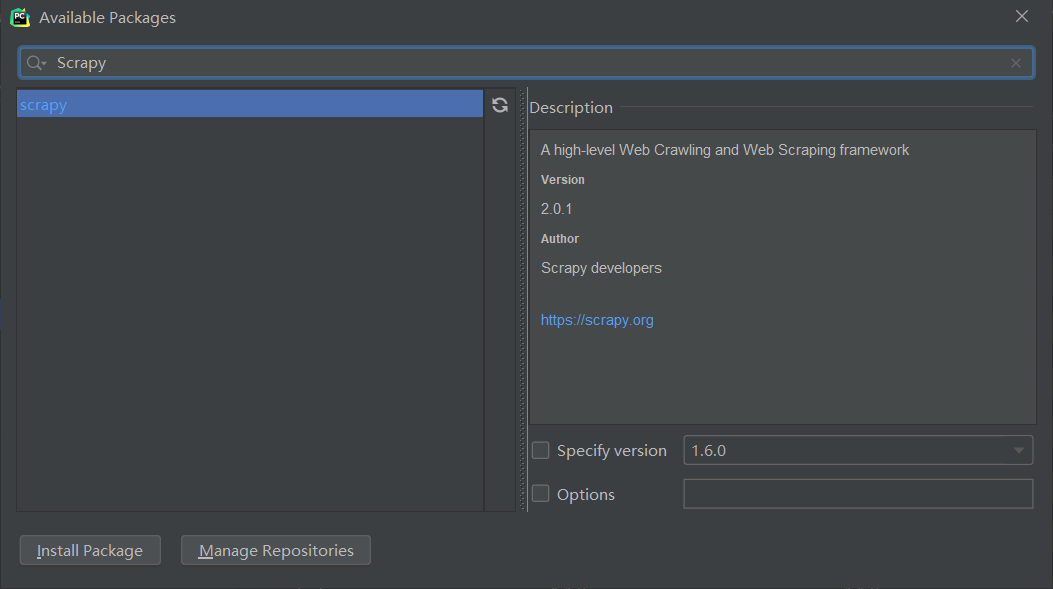 Available Packages
Scrapy
scrapy
Description
A high-level Web Crawling and Web Scraping framework
Version
2.0.1
Author
Scrapy developers
https://scrapy.org
Specify version 1.6.0
Options
Install Package Manage Repositories